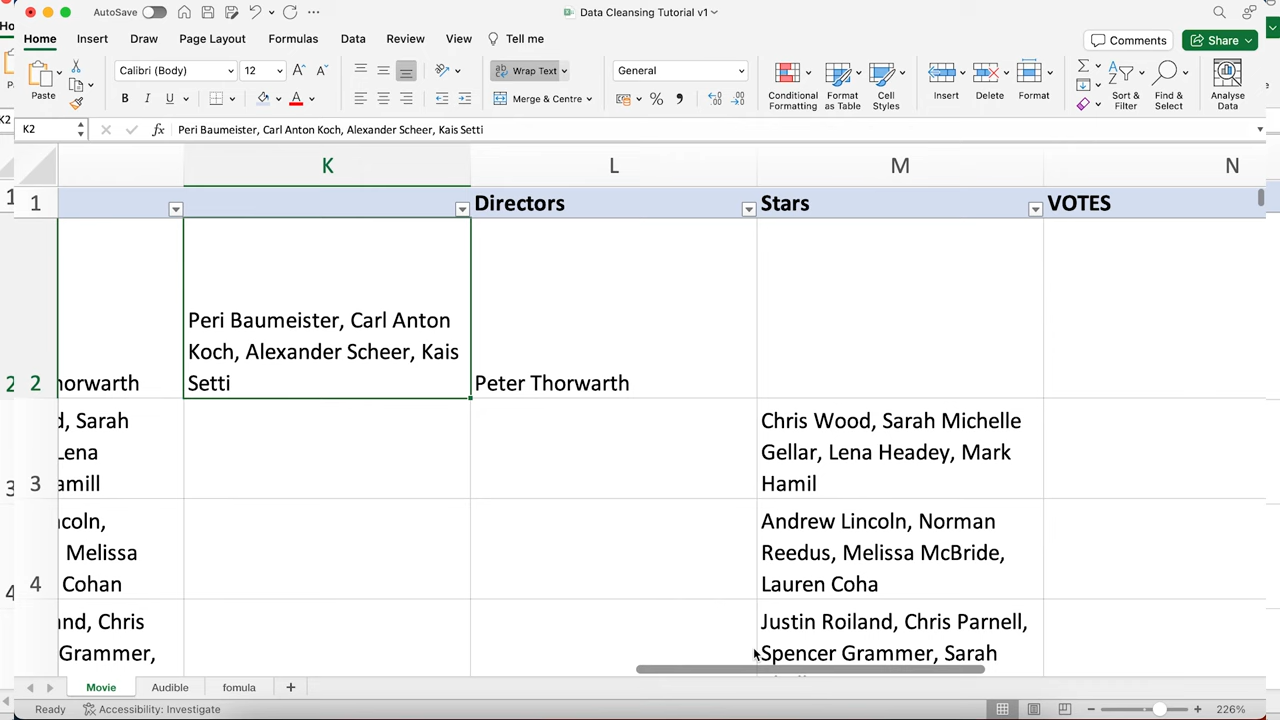 AutoSave
Data Cleansing Tutorial v1
Home Insert Draw Page Layout Formulas Data Review View Tell me
Comments
Share
Paste
Calibri (Body) 12
B I U
Wrap Text
Merge & Centre
General
Conditional Formatting
Format as Table
Cell Styles
Insert
Delete
Format
Sort & Filter
Find & Select
Analyse Data
K2
fx
Peri Baumeister, Carl Anton Koch, Alexander Scheer, Kais Setti
K L M N
1 Directors Stars VOTES
2
horwarth
Peri Baumeister, Carl Anton
Koch, Alexander Scheer, Kais
Setti
Peter Thorwarth
3
d, Sarah
Lena
amill
Chris Wood, Sarah Michelle
Gellar, Lena Headey, Mark
Hamil
4
ncoln,
Melissa
Cohan
Andrew Lincoln, Norman
Reedus, Melissa McBride,
Lauren Coha
nd, Chris
Grammer,
Justin Roiland, Chris Parnell,
Spencer Grammer, Sarah
Movie Audible fomula
Ready Accessibility: Investigate
226%